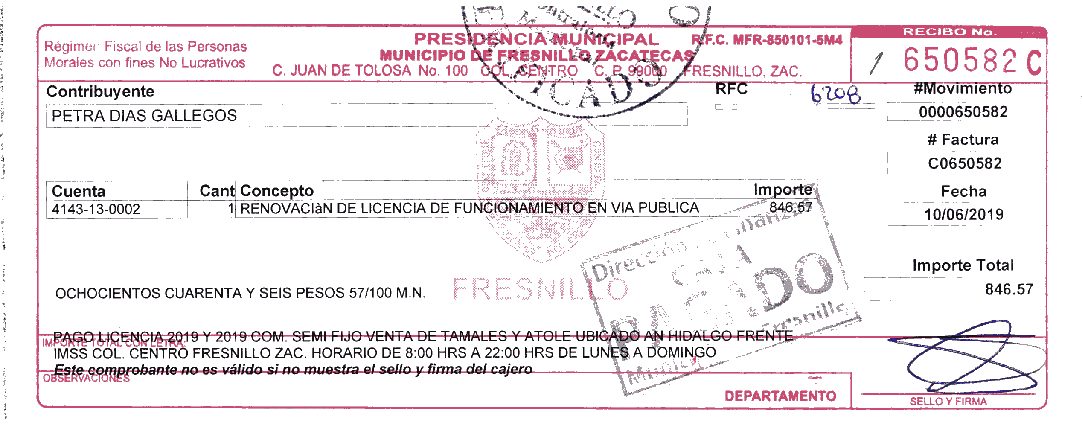 Régimen Fiscal de las Personas
Morales con fines No Lucrativos
PRESIDENCIA MUNICIPAL R.F.C. MFR-850101-5M4
MUNICIPIO DE FRESNILLO ZACATECAS
C. JUAN DE TOLOSA No. 100 COL. CENTRO C. P. 99000 FRESNILLO, ZAC.
RECIBO No.
1 650582 C
Contribuyente RFC 6208 #Movimiento
PETRA DIAS GALLEGOS 0000650582
# Factura
C0650582
Cuenta Cant Concepto Importe Fecha
4143-13-0002 1 RENOVACIàN DE LICENCIA DE FUNCIONAMIENTO EN VIA PUBLICA 846.57 10/06/2019
Importe Total
846.57
OCHOCIENTOS CUARENTA Y SEIS PESOS 57/100 M.N.
FRESNILLO
Dirección Finanzas
CAJA
PAGADO
PAGO LICENCIA 2019 Y 2019 COM. SEMI FIJO VENTA DE TAMALES Y ATOLE UBICADO AN HIDALGO FRENTE
IMPORTE TOTAL CON LETRA
IMSS COL. CENTRO FRESNILLO ZAC. HORARIO DE 8:00 HRS A 22:00 HRS DE LUNES A DOMINGO
Este comprobante no es válido si no muestra el sello y firma del cajero
OBSERVACIONES
DEPARTAMENTO
SELLO Y FIRMA